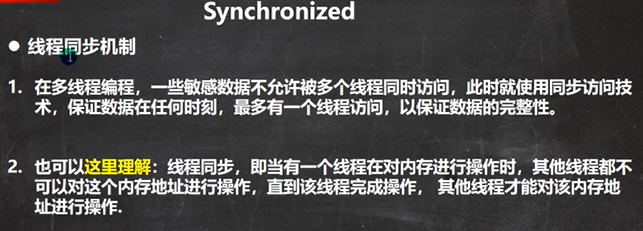 Synchronized
● 线程同步机制
1. 在多线程编程，一些敏感数据不允许被多个线程同时访问，此时就使用同步访问技
术，保证数据在任何时刻，最多有一个线程访问，以保证数据的完整性。
2. 也可以这里理解：线程同步，即当有一个线程在对内存进行操作时，其他线程都不
可以对这个内存地址进行操作，直到该线程完成操作， 其他线程才能对该内存地
址进行操作.